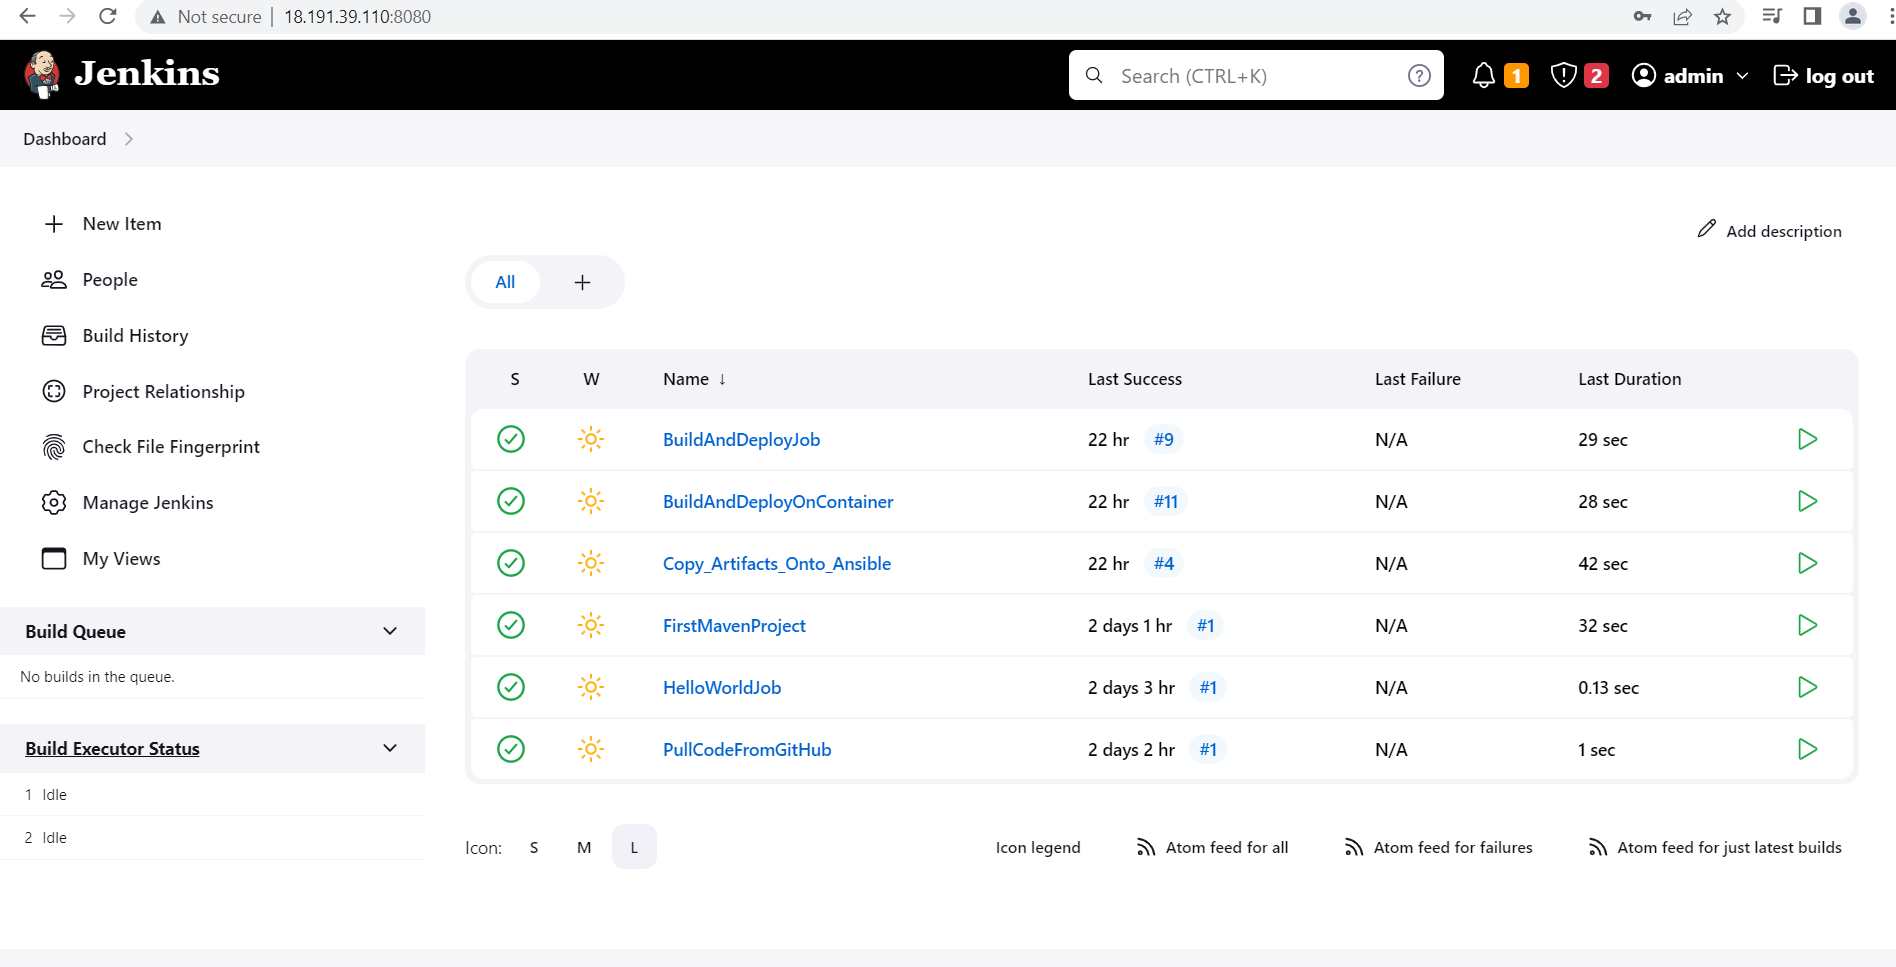 Not secure | 18.191.39.110:8080
Jenkins
Search (CTRL+K)
1
2
admin
log out
Dashboard
New Item
People
Build History
Project Relationship
Check File Fingerprint
Manage Jenkins
My Views
Build Queue
No builds in the queue.
Build Executor Status
1 Idle
2 Idle
Add description
All +
S W Name ↓ Last Success Last Failure Last Duration
BuildAndDeployJob 22 hr #9 N/A 29 sec
BuildAndDeployOnContainer 22 hr #11 N/A 28 sec
Copy_Artifacts_Onto_Ansible 22 hr #4 N/A 42 sec
FirstMavenProject 2 days 1 hr #1 N/A 32 sec
HelloWorldJob 2 days 3 hr #1 N/A 0.13 sec
PullCodeFromGitHub 2 days 2 hr #1 N/A 1 sec
Icon: S M L
Icon legend
Atom feed for all
Atom feed for failures
Atom feed for just latest builds